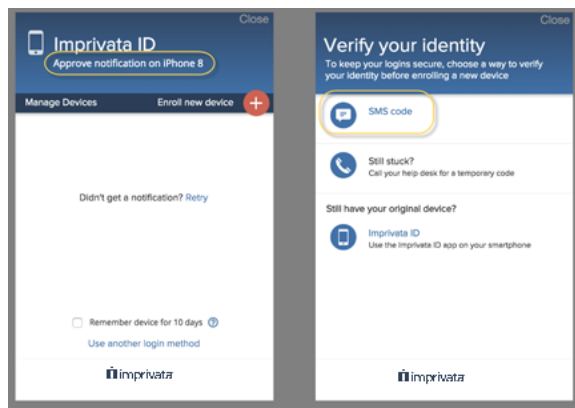 Close
Imprivata ID
Approve notification on iPhone 8
Manage Devices Enroll new device +
Didn't get a notification? Retry
Remember device for 10 days ?
Use another login method
imprivata
Close
Verify your identity
To keep your logins secure, choose a way to verify
your identity before enrolling a new device
SMS code
Still stuck?
Call your help desk for a temporary code
Still have your original device?
Imprivata ID
Use the Imprivata ID app on your smartphone
imprivata